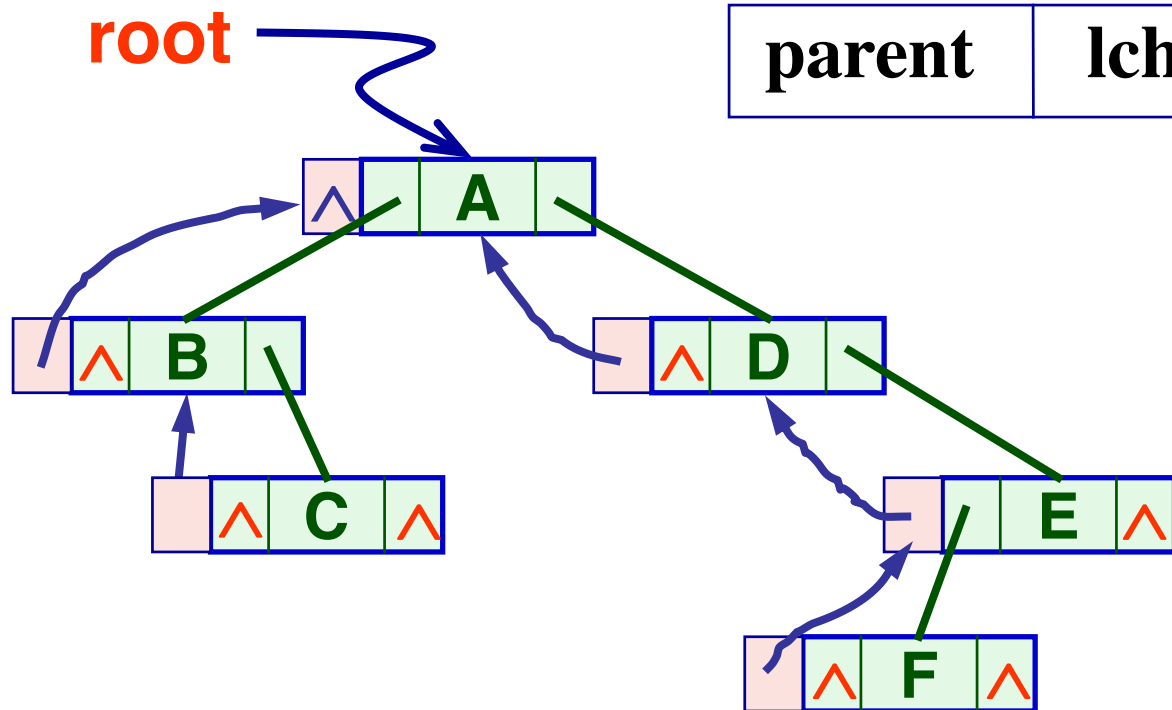 root
parent lch
∧ A
∧ B
∧ D
∧ C ∧
E ∧
∧ F ∧